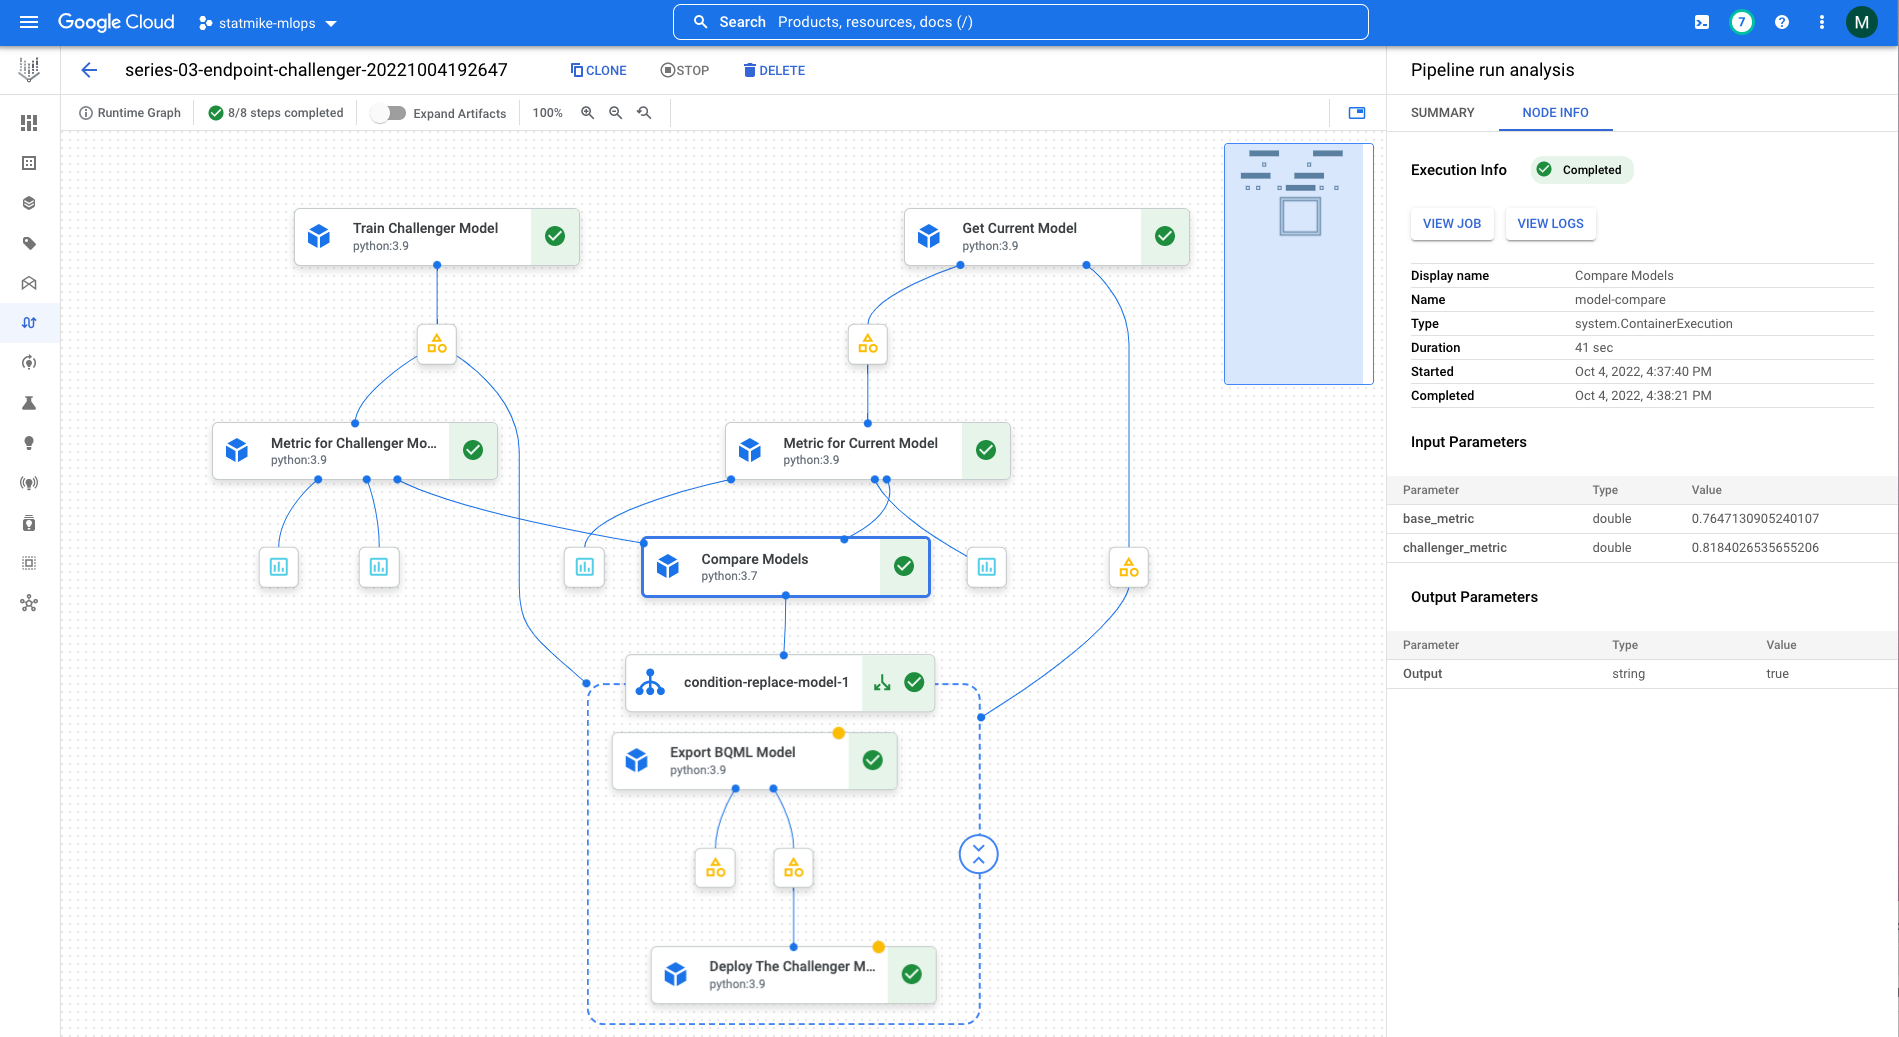 Google Cloud
statmike-mlops
Search Products, resources, docs (/)
7
M
series-03-endpoint-challenger-20221004192647
CLONE
STOP
DELETE
Runtime Graph
8/8 steps completed
Expand Artifacts
100%
Train Challenger Model
python:3.9
Get Current Model
python:3.9
Metric for Challenger Mo...
python:3.9
Metric for Current Model
python:3.9
Compare Models
python:3.7
condition-replace-model-1
Export BQML Model
python:3.9
Deploy The Challenger M...
python:3.9
Pipeline run analysis
SUMMARY
NODE INFO
Execution Info
Completed
VIEW JOB
VIEW LOGS
Display name Compare Models
Name model-compare
Type system.ContainerExecution
Duration 41 sec
Started Oct 4, 2022, 4:37:40 PM
Completed Oct 4, 2022, 4:38:21 PM
Input Parameters
Parameter Type Value
base_metric double 0.7647130905240107
challenger_metric double 0.8184026535655206
Output Parameters
Parameter Type Value
Output string true